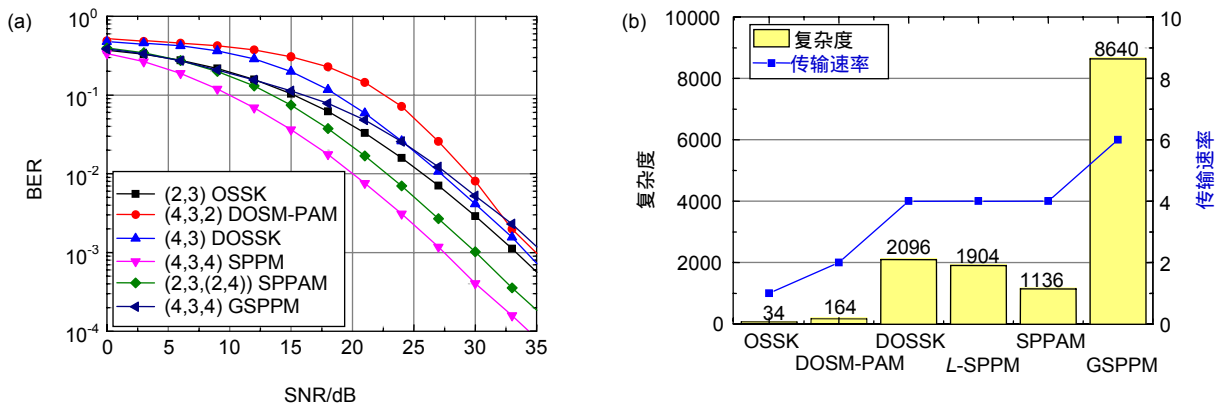 (a)
10^0
10^-1
10^-2
10^-3
10^-4
BER
(2,3) OSSK
(4,3,2) DOSM-PAM
(4,3) DOSSK
(4,3,4) SPPM
(2,3,(2,4)) SPPAM
(4,3,4) GSPPM
0 5 10 15 20 25 30 35
SNR/dB
(b)
10000
8000
6000
4000
2000
0
复杂度
复杂度
传输速率
34
164
2096
1904
1136
8640
10
8
6
4
2
0
传输速率
OSSK DOSSK SPPAM
DOSM-PAM L-SPPM GSPPM